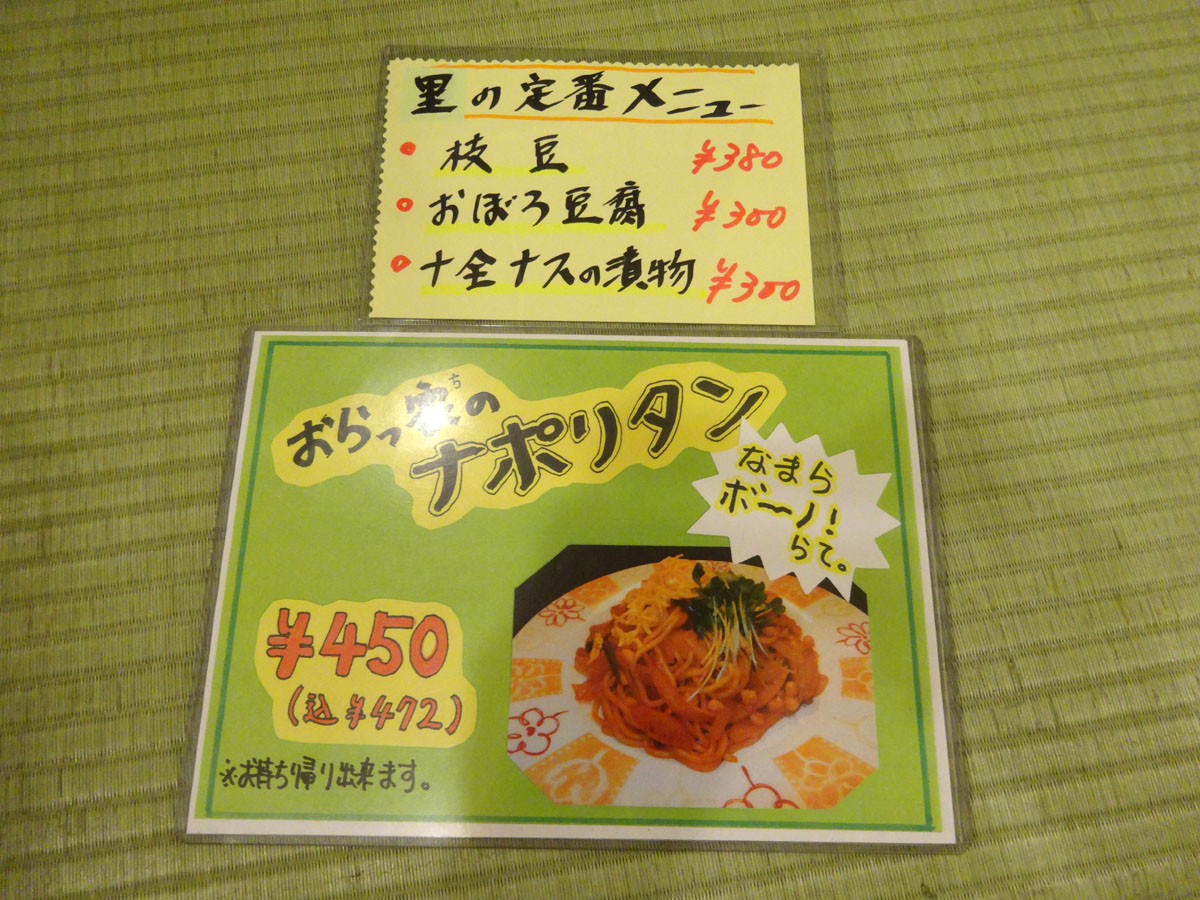 里の定番メニュー
• 枝豆 ¥380
• おぼろ豆腐 ¥300
• 十全ナスの漬物 ¥300
ち
おらっ家の
ナポリタン
なまら
ボーノ!
らて。
¥450
(込¥472)
※お持ち帰り出来ます。